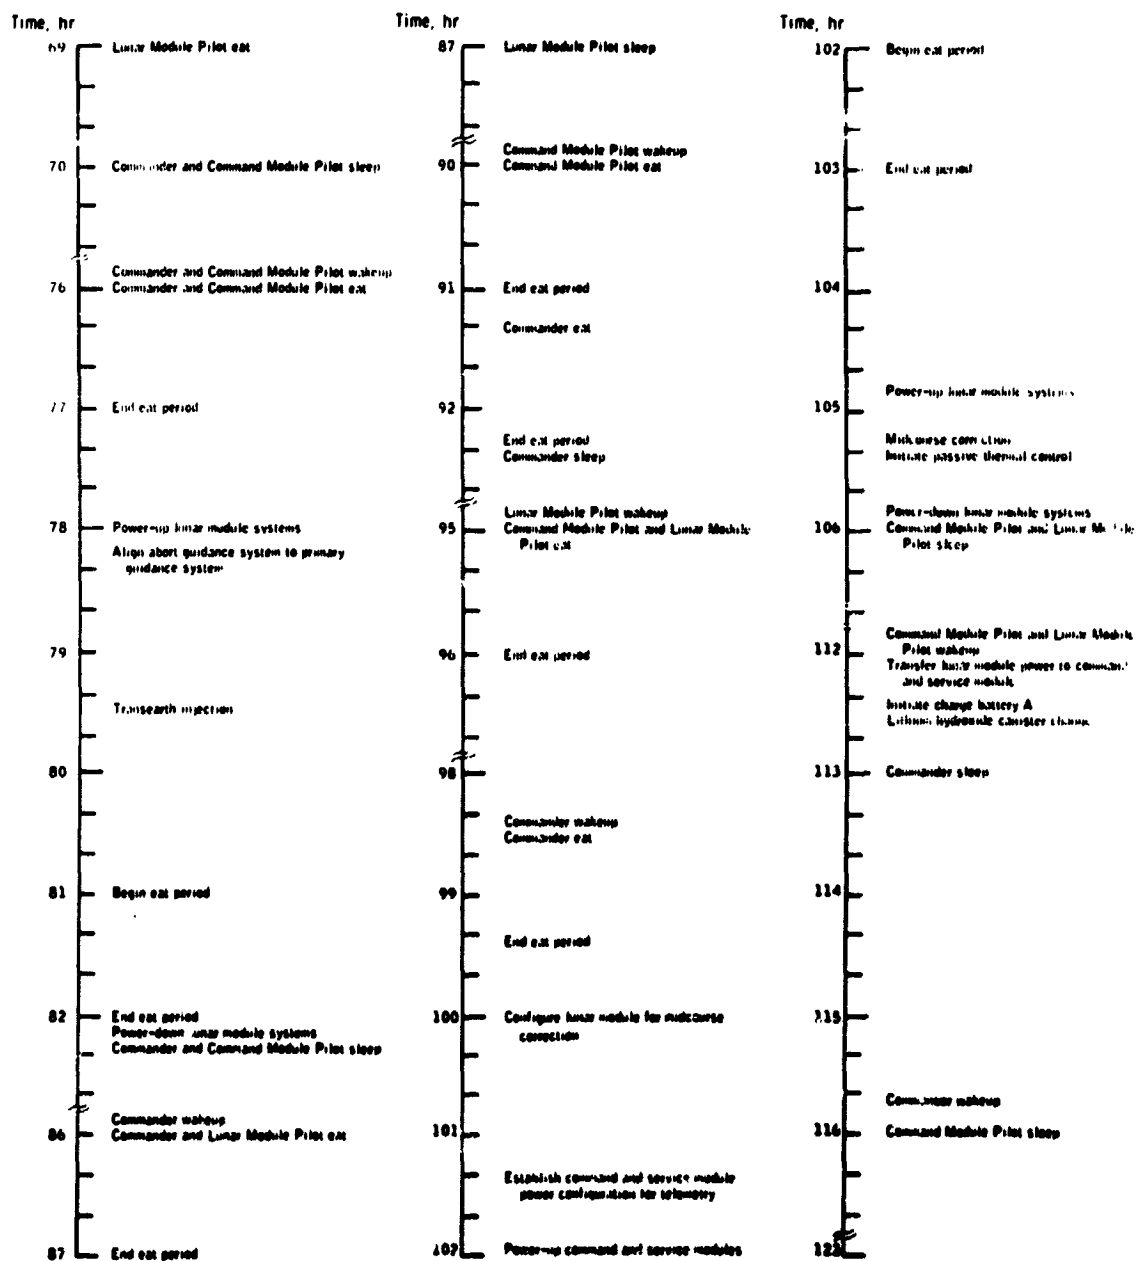 Time, hr
69 Lunar Module Pilot eat
70 Commander and Command Module Pilot sleep
Commander and Command Module Pilot wakeup
76 Commander and Command Module Pilot eat
77 End eat period
78 Power-up lunar module systems
Align abort guidance system to primary
guidance system
79
Transearth injection
80
81 Begin eat period
82 End eat period
Power-down lunar module systems
Commander and Command Module Pilot sleep
Commander wakeup
86 Commander and Lunar Module Pilot eat
87 End eat period
Time, hr
87 Lunar Module Pilot sleep
Command Module Pilot wakeup
90 Command Module Pilot eat
91 End eat period
Commander eat
92
End eat period
Commander sleep
Lunar Module Pilot wakeup
95 Command Module Pilot and Lunar Module
Pilot eat
96 End eat period
98
Commander wakeup
Commander eat
99
End eat period
100 Configure lunar module for midcourse
correction
101
Establish command and service module
power configuration for telemetry
102 Power-up command and service modules
Time, hr
102 Begin eat period
103 End eat period
104
Power-up lunar module systems
105
Midcourse correction
Initiate passive thermal control
Power-down lunar module systems
106 Command Module Pilot and Lunar Module
Pilot sleep
Command Module Pilot and Lunar Module
112 Pilot wakeup
Transfer lunar module power to command
and service module
Initiate charge battery A
Lithium hydroxide canister change
113 Commander sleep
114
115
Commander wakeup
116 Command Module Pilot sleep